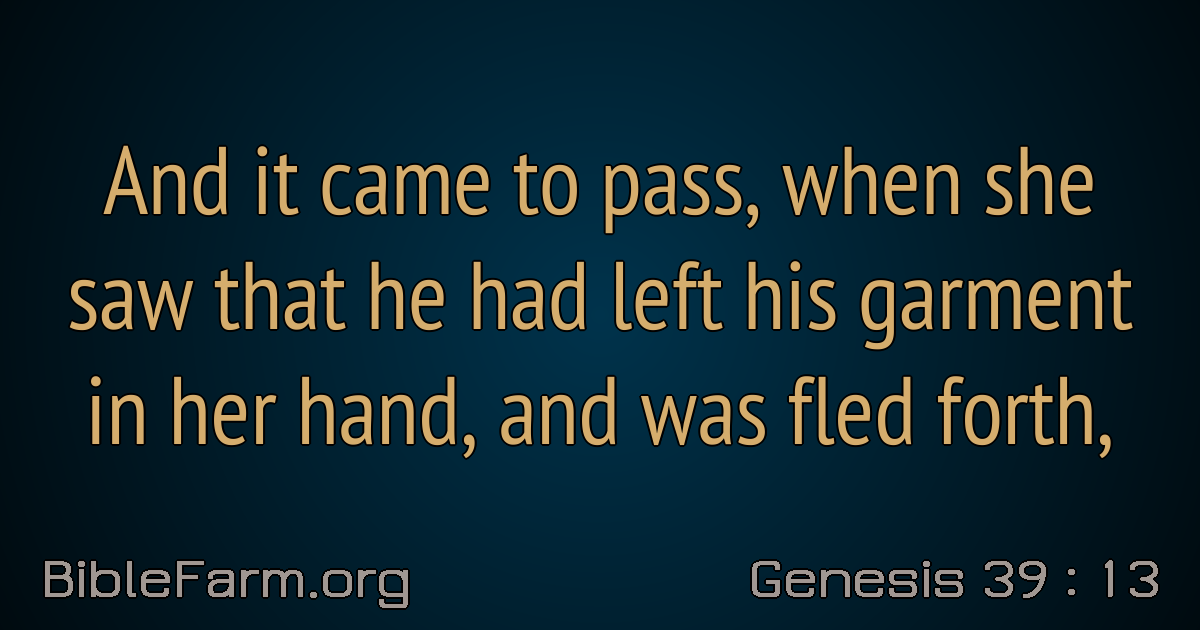 And it came to pass, when she
saw that he had left his garment
in her hand, and was fled forth,
BibleFarm.org
Genesis 39 : 13